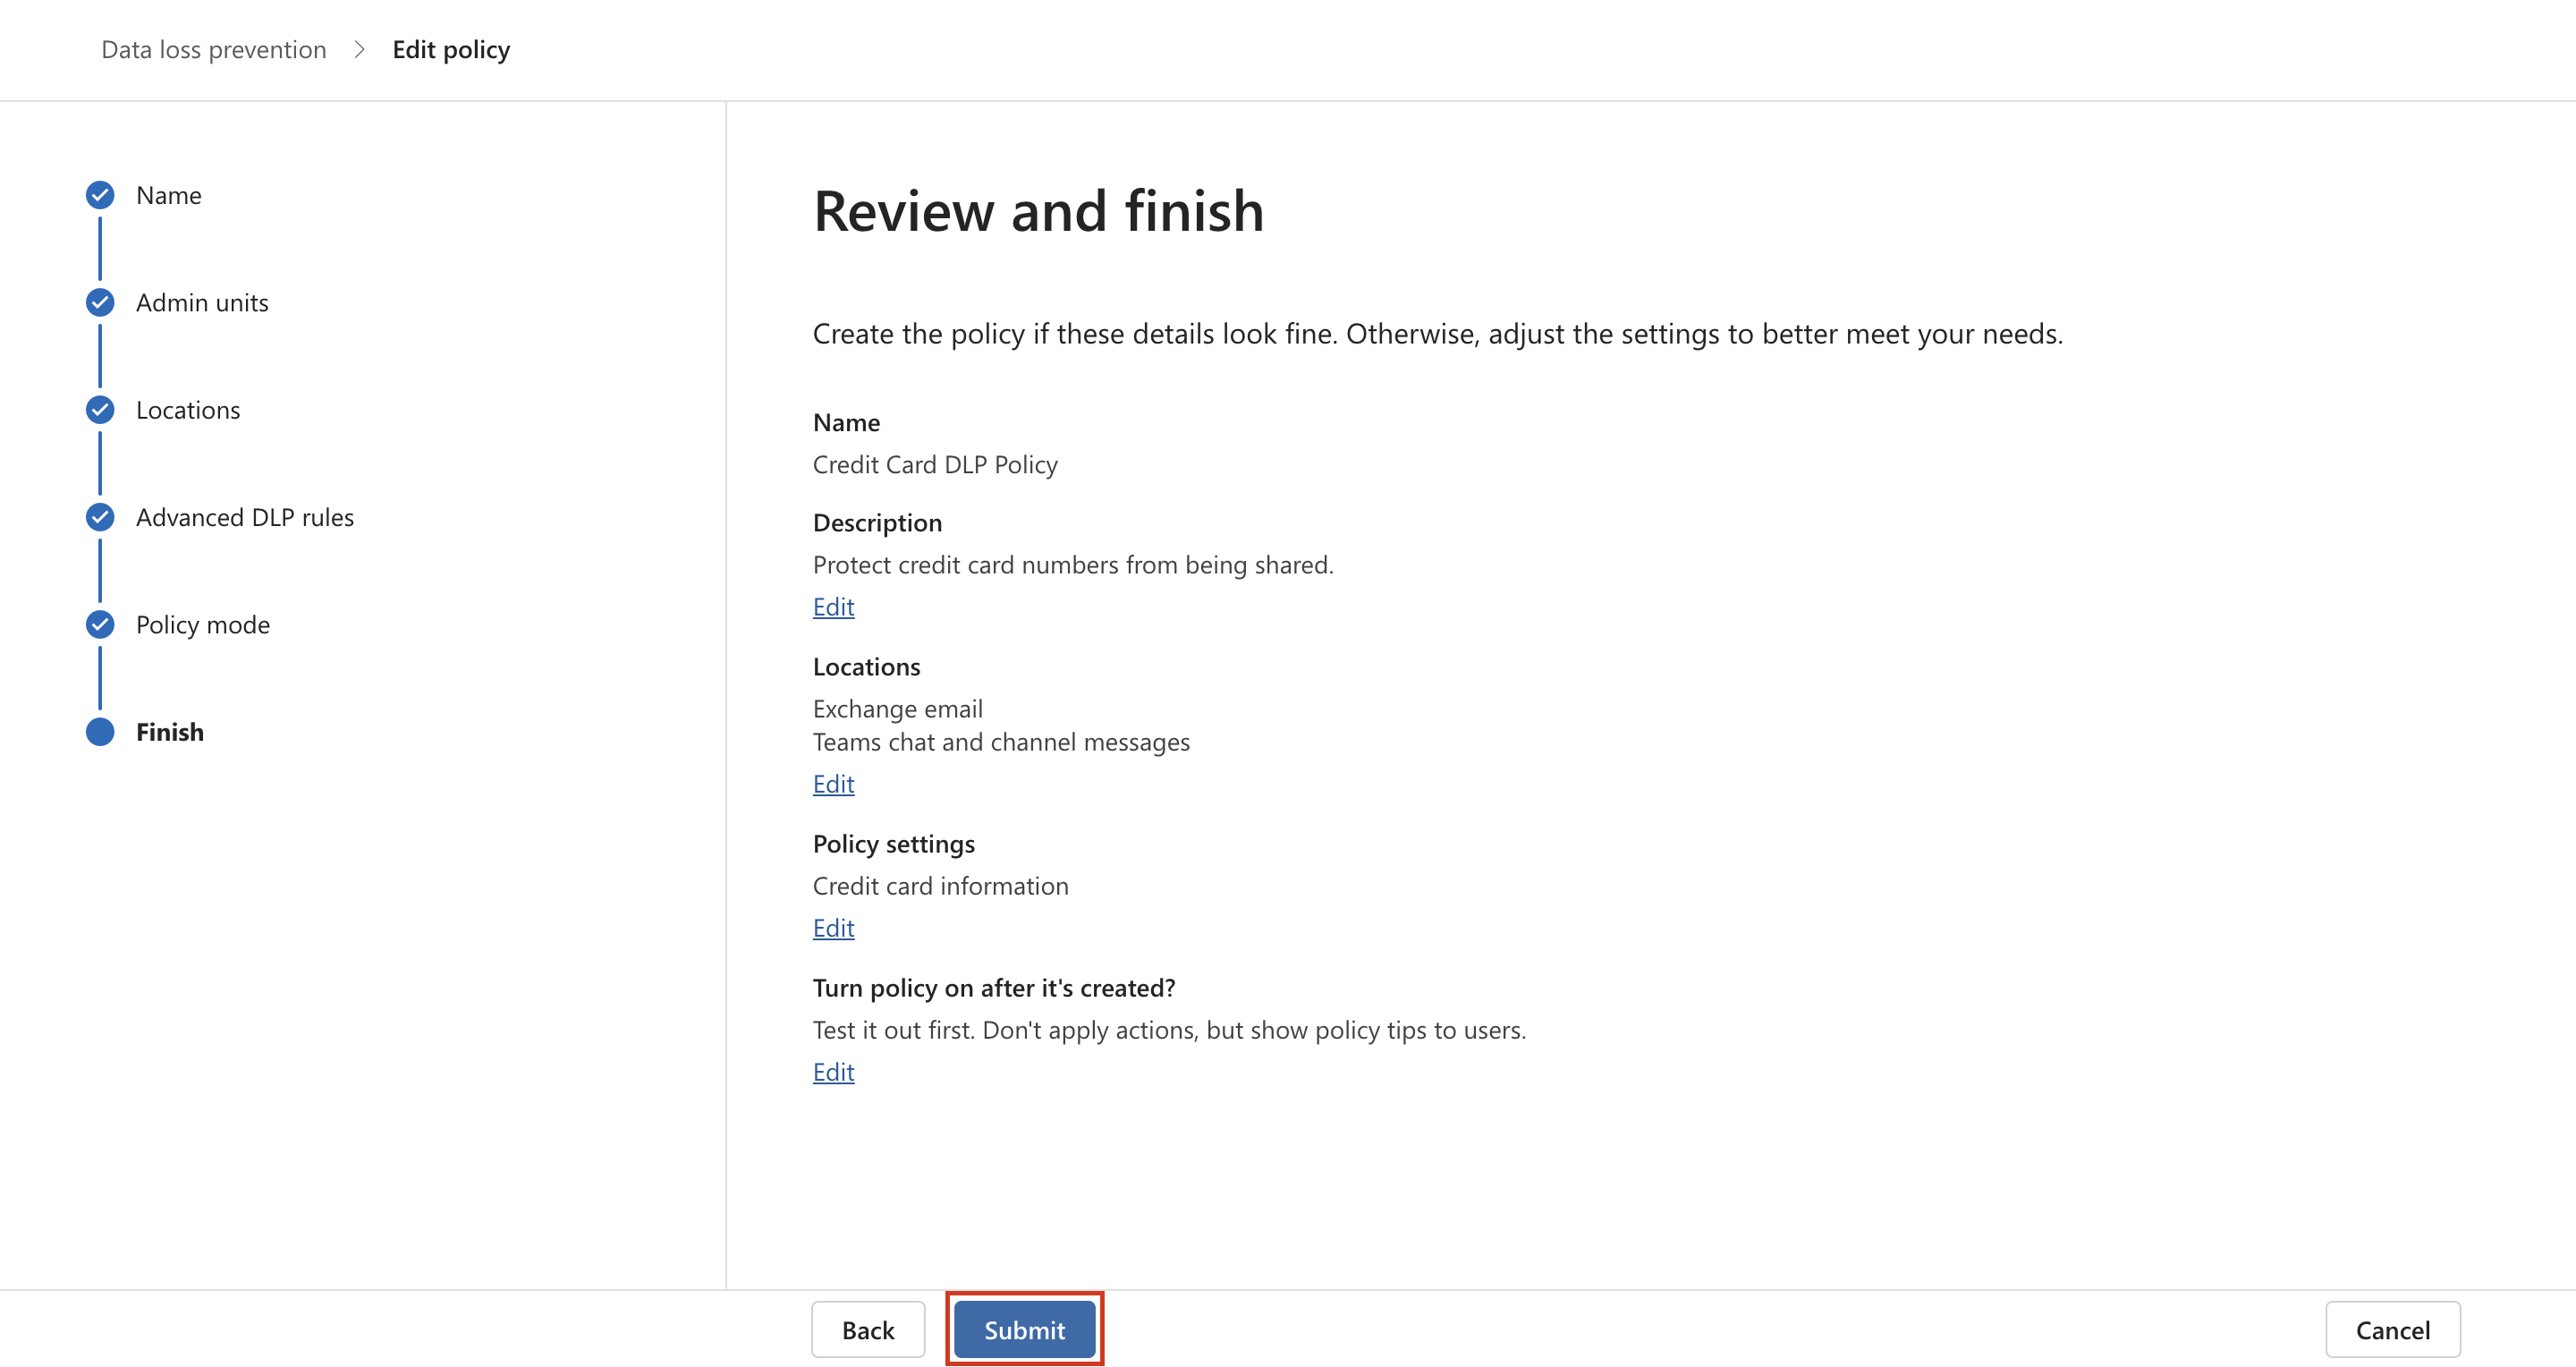 Data loss prevention > Edit policy
Name
Admin units
Locations
Advanced DLP rules
Policy mode
Finish
Review and finish
Create the policy if these details look fine. Otherwise, adjust the settings to better meet your needs.
Name
Credit Card DLP Policy
Description
Protect credit card numbers from being shared.
Edit
Locations
Exchange email
Teams chat and channel messages
Edit
Policy settings
Credit card information
Edit
Turn policy on after it's created?
Test it out first. Don't apply actions, but show policy tips to users.
Edit
Back
Submit
Cancel